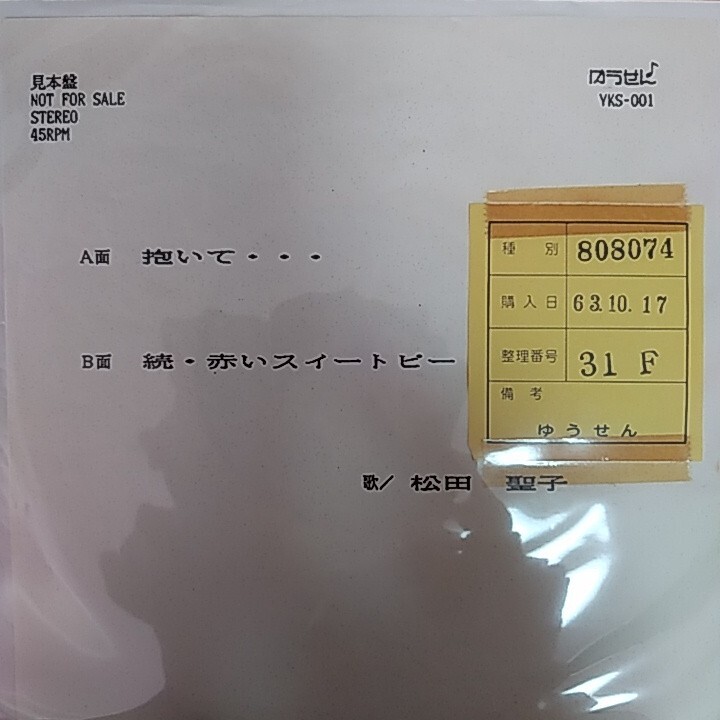 見本盤
NOT FOR SALE
STEREO
45RPM
ゆうせん
YKS-001
A面 抱いて・・・
B面 続・赤いスイートピー
歌/ 松田 聖子
種別 808074
購入日 63.10.17
整理番号 31 F
備考
ゆうせん